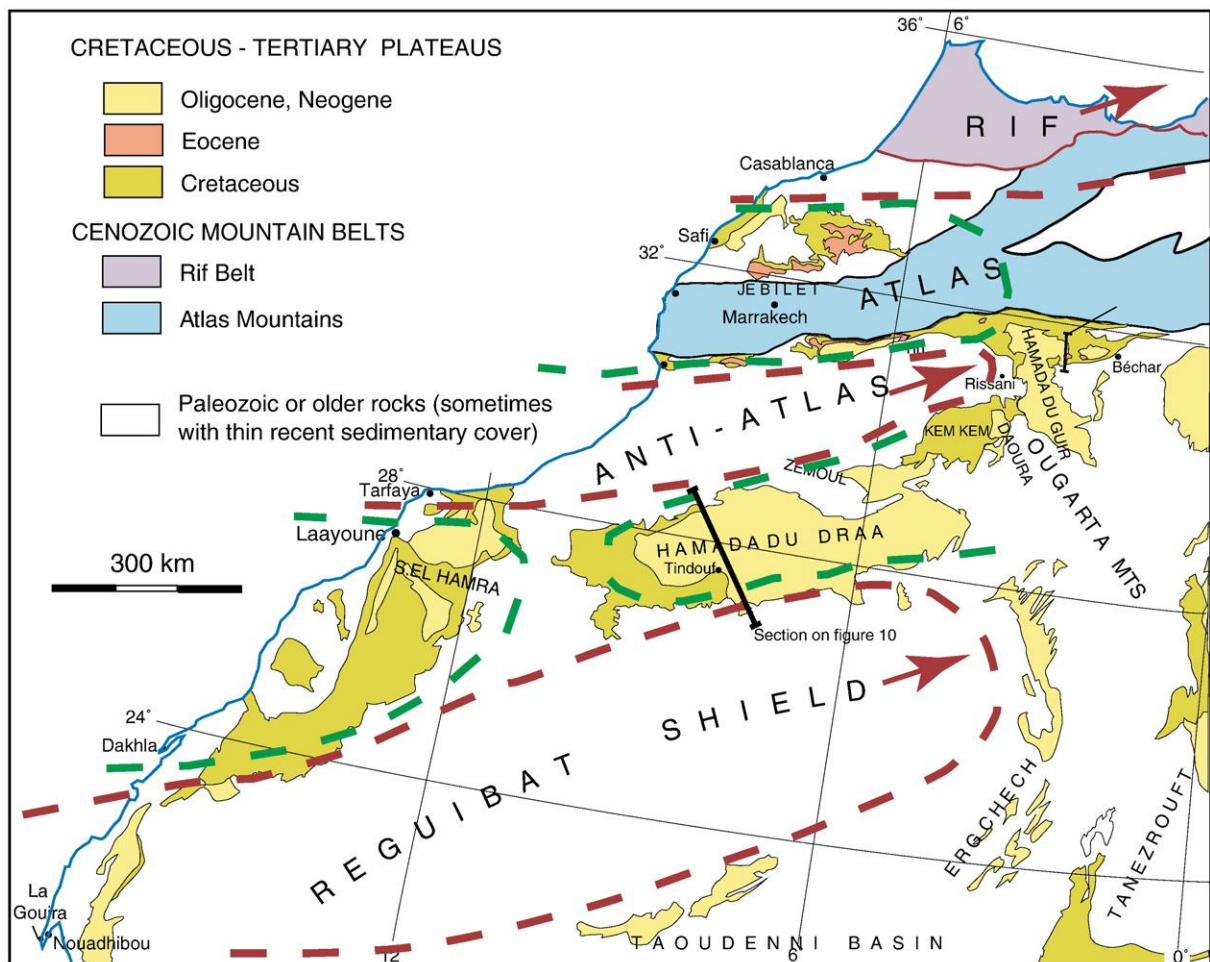 CRETACEOUS - TERTIARY PLATEAUS
Oligocene, Neogene
Eocene
Cretaceous
CENOZOIC MOUNTAIN BELTS
Rif Belt
Atlas Mountains
Paleozoic or older rocks (sometimes
with thin recent sedimentary cover)
300 km
36°
6°
RIF
Casablanca
Safi
32°
ATLAS
JEBILET
Marrakech
HAMADA DU GUIR
Béchar
Rissani
ANTI-ATLAS
KEM KEM
DAOURA
ZEMOUL
OUGARTA MTS
28°
Tarfaya
Laayoune
S.EL HAMRA
HAMADA DU DRAA
Tindouf
Section on figure 10
REGUIBAT SHIELD
24°
Dakhla
ERG CHECH
TANEZROUFT
La
Gouira
Nouadhibou
12°
TAOUDENNI BASIN
6°
0°